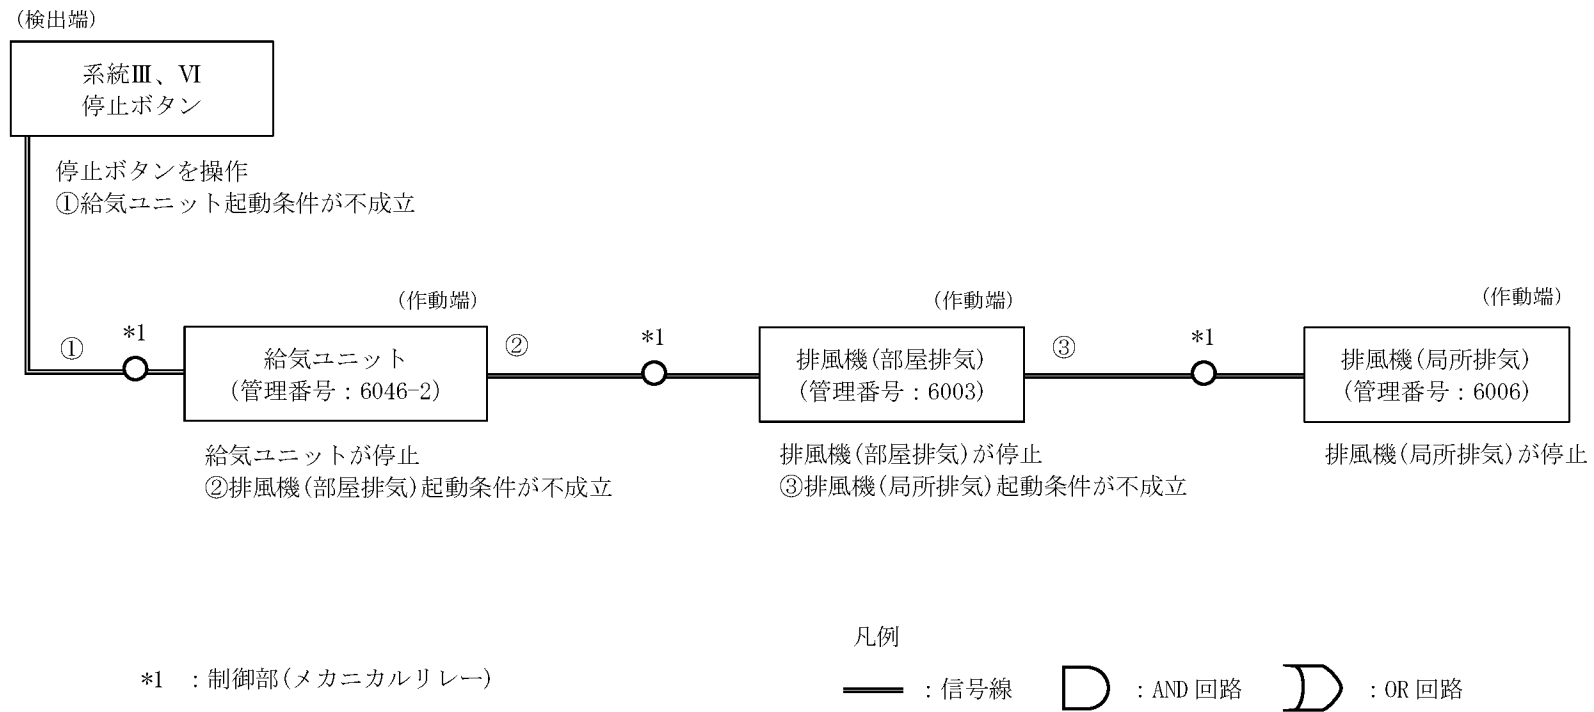 (検出端)
系統Ⅲ、Ⅵ
停止ボタン
停止ボタンを操作
①給気ユニット起動条件が不成立
① *1
(作動端)
給気ユニット
(管理番号：6046-2)
給気ユニットが停止
②排風機(部屋排気)起動条件が不成立
② *1
(作動端)
排風機(部屋排気)
(管理番号：6003)
排風機(部屋排気)が停止
③排風機(局所排気)起動条件が不成立
③ *1
(作動端)
排風機(局所排気)
(管理番号：6006)
排風機(局所排気)が停止
*1 ：制御部(メカニカルリレー)
凡例
：信号線 ：AND 回路 ：OR 回路